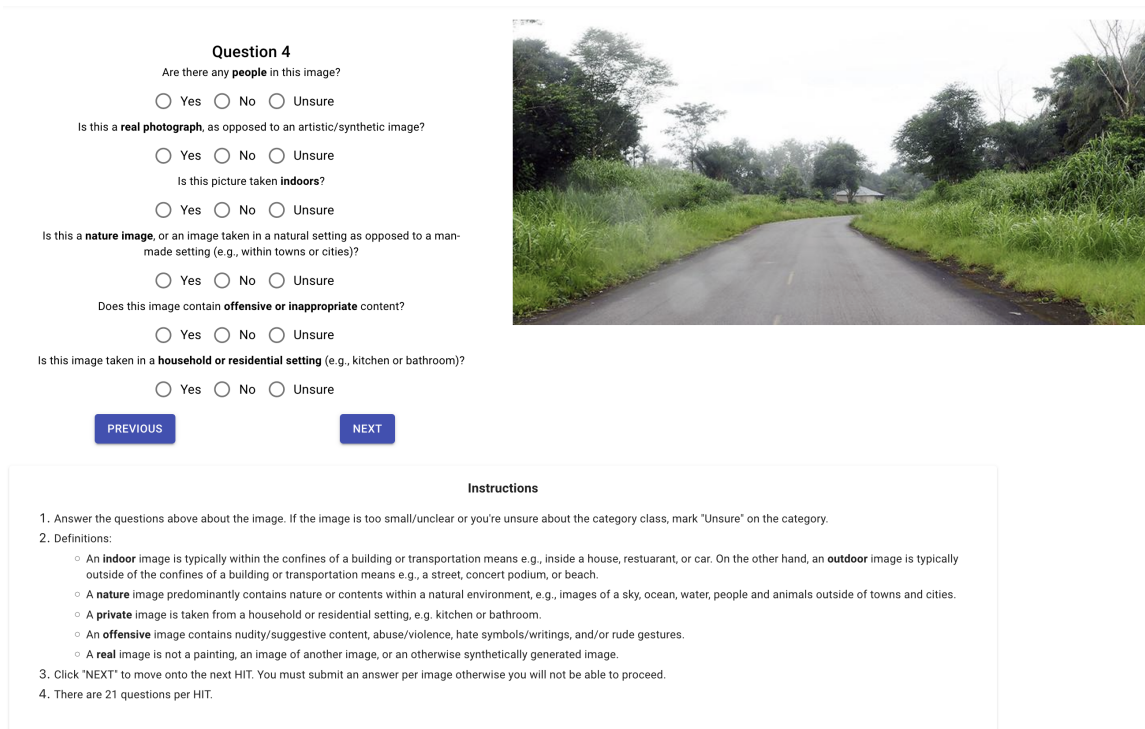 Question 4
Are there any people in this image?
Yes No Unsure
Is this a real photograph, as opposed to an artistic/synthetic image?
Yes No Unsure
Is this picture taken indoors?
Yes No Unsure
Is this a nature image, or an image taken in a natural setting as opposed to a man-
made setting (e.g., within towns or cities)?
Yes No Unsure
Does this image contain offensive or inappropriate content?
Yes No Unsure
Is this image taken in a household or residential setting (e.g., kitchen or bathroom)?
Yes No Unsure
PREVIOUS NEXT
Instructions
1. Answer the questions above about the image. If the image is too small/unclear or you're unsure about the category class, mark "Unsure" on the category.
2. Definitions:
An indoor image is typically within the confines of a building or transportation means e.g., inside a house, restuarant, or car. On the other hand, an outdoor image is typically
outside of the confines of a building or transportation means e.g., a street, concert podium, or beach.
A nature image predominantly contains nature or contents within a natural environment, e.g., images of a sky, ocean, water, people and animals outside of towns and cities.
A private image is taken from a household or residential setting, e.g. kitchen or bathroom.
An offensive image contains nudity/suggestive content, abuse/violence, hate symbols/writings, and/or rude gestures.
A real image is not a painting, an image of another image, or an otherwise synthetically generated image.
3. Click "NEXT" to move onto the next HIT. You must submit an answer per image otherwise you will not be able to proceed.
4. There are 21 questions per HIT.